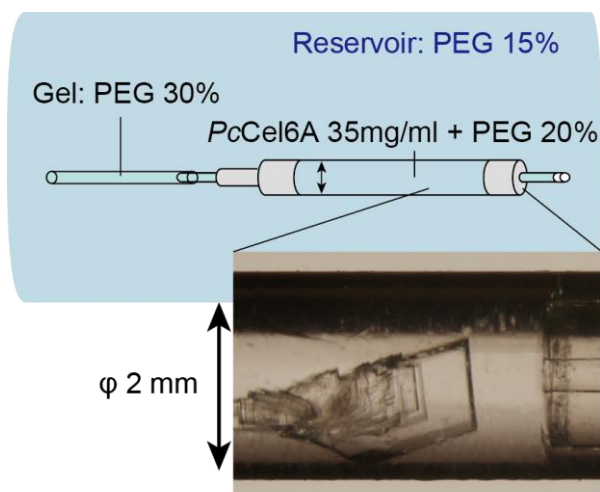 Reservoir: PEG 15%
Gel: PEG 30%
PcCel6A 35mg/ml + PEG 20%
φ 2 mm